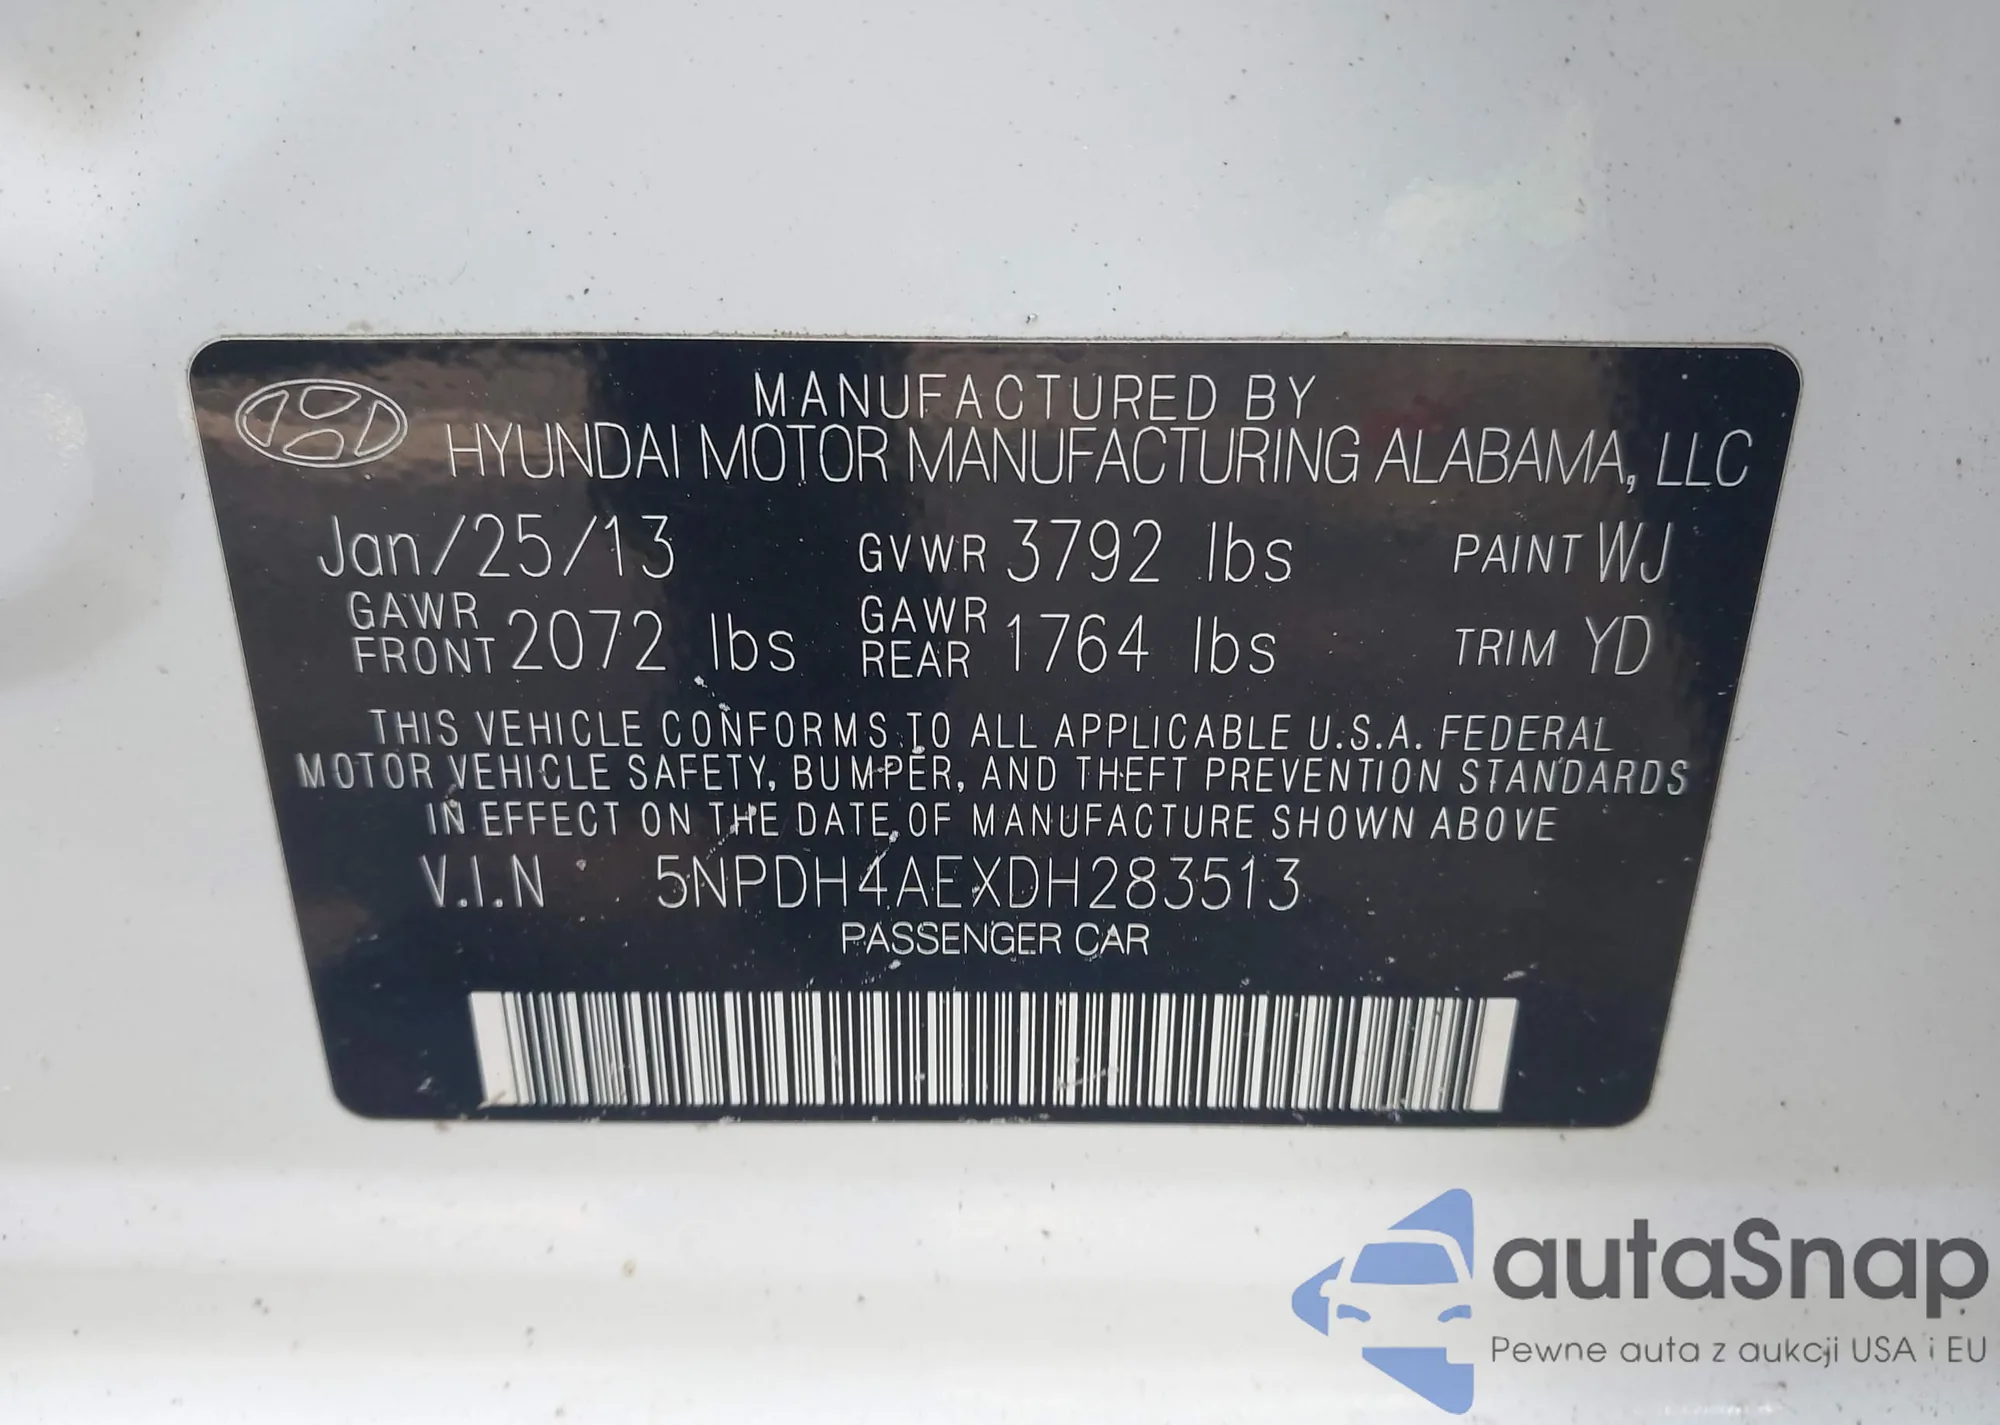 MANUFACTURED BY
HYUNDAI MOTOR MANUFACTURING ALABAMA, LLC
Jan/25/13 GVWR 3792 lbs PAINT WJ
GAWR FRONT 2072 lbs GAWR REAR 1764 lbs TRIM YD
THIS VEHICLE CONFORMS TO ALL APPLICABLE U.S.A. FEDERAL
MOTOR VEHICLE SAFETY, BUMPER, AND THEFT PREVENTION STANDARDS
IN EFFECT ON THE DATE OF MANUFACTURE SHOWN ABOVE
V.I.N 5NPDH4AEXDH283513
PASSENGER CAR
autaSnap
Pewne auta z aukcji USA i EU